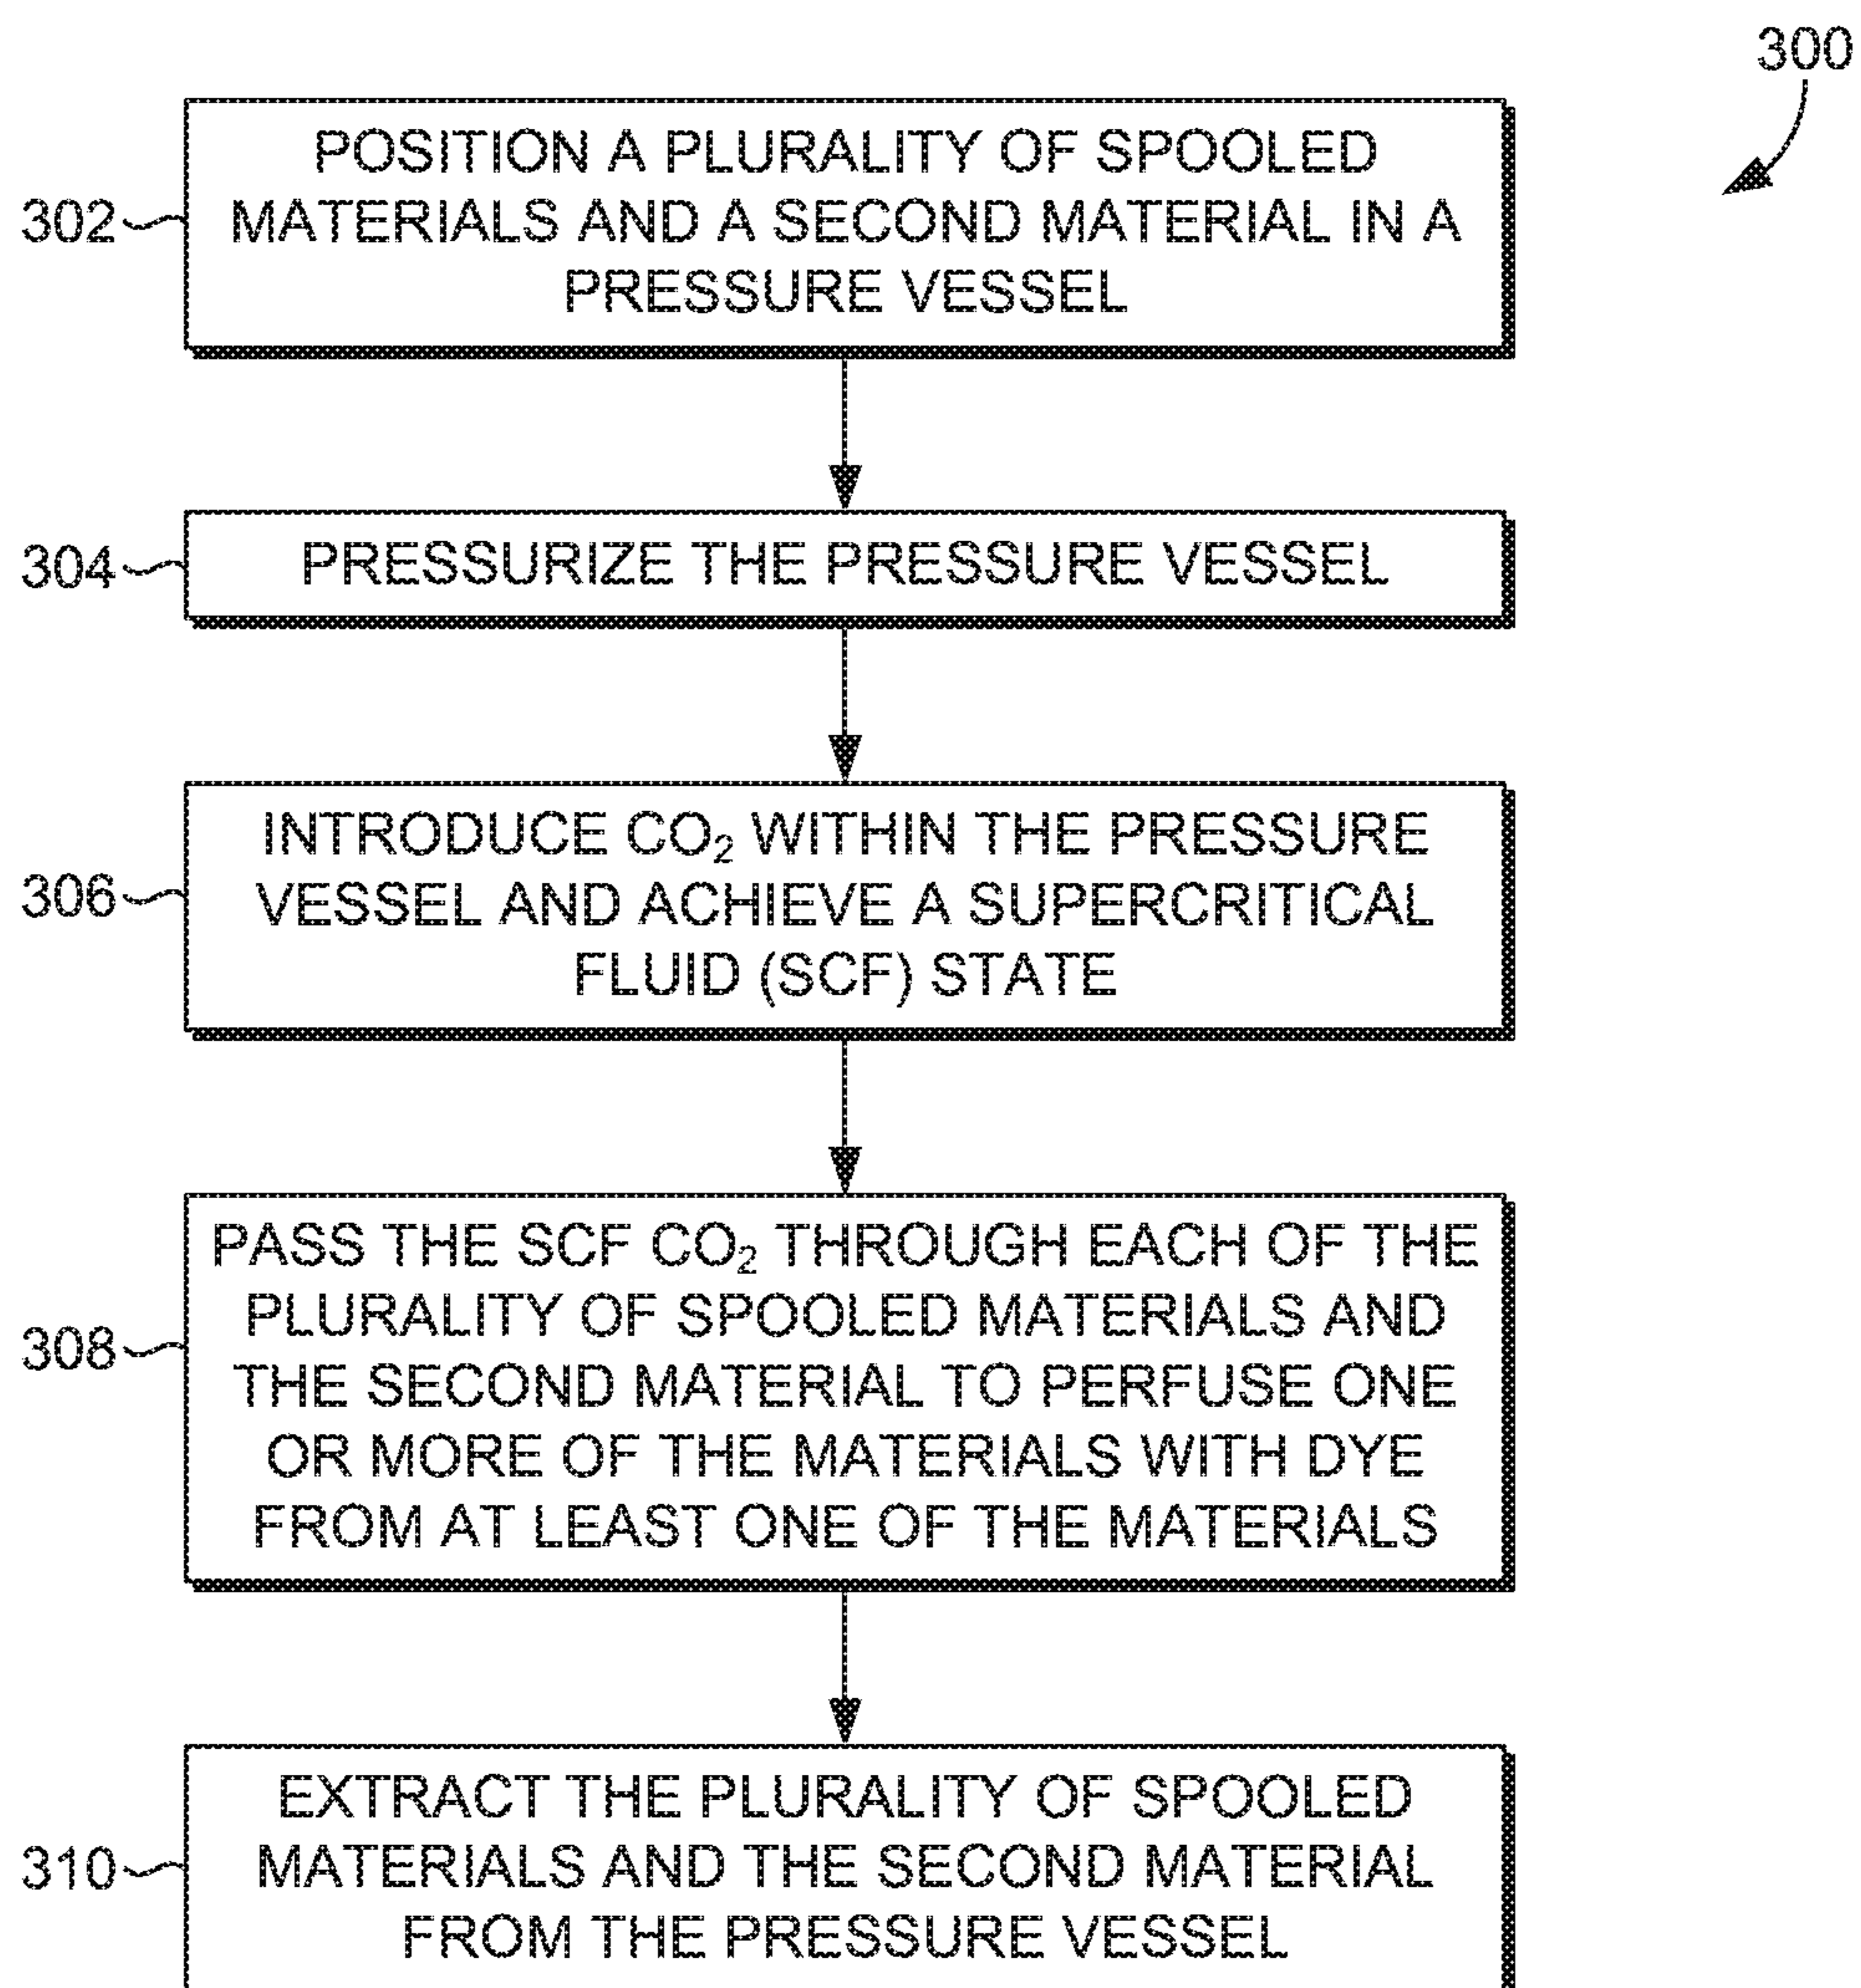 300
POSITION A PLURALITY OF SPOOLED
302 MATERIALS AND A SECOND MATERIAL IN A
PRESSURE VESSEL
304 PRESSURIZE THE PRESSURE VESSEL
INTRODUCE CO₂ WITHIN THE PRESSURE
306 VESSEL AND ACHIEVE A SUPERCRITICAL
FLUID (SCF) STATE
PASS THE SCF CO₂ THROUGH EACH OF THE
PLURALITY OF SPOOLED MATERIALS AND
308 THE SECOND MATERIAL TO PERFUSE ONE
OR MORE OF THE MATERIALS WITH DYE
FROM AT LEAST ONE OF THE MATERIALS
EXTRACT THE PLURALITY OF SPOOLED
310 MATERIALS AND THE SECOND MATERIAL
FROM THE PRESSURE VESSEL